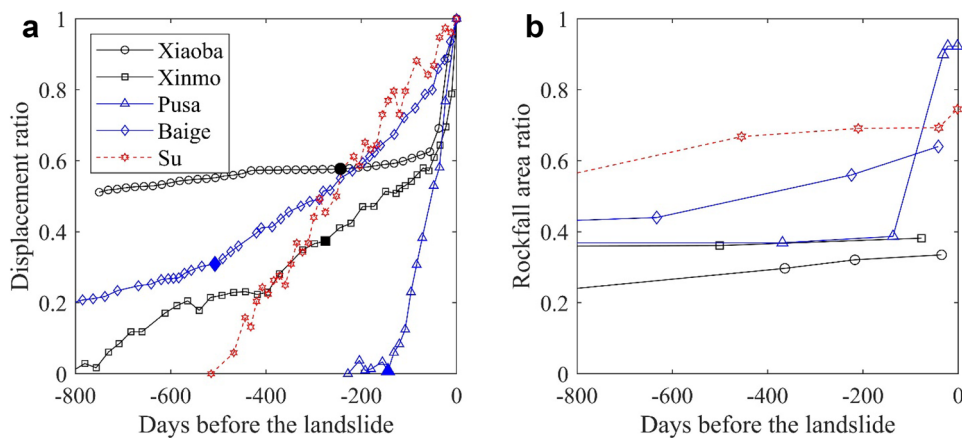 a
Xiaoba
Xinmo
Pusa
Baige
Su
Displacement ratio
1
0.8
0.6
0.4
0.2
0
-800
-600
-400
-200
0
Days before the landslide
b
Rockfall area ratio
1
0.8
0.6
0.4
0.2
0
-800
-600
-400
-200
0
Days before the landslide